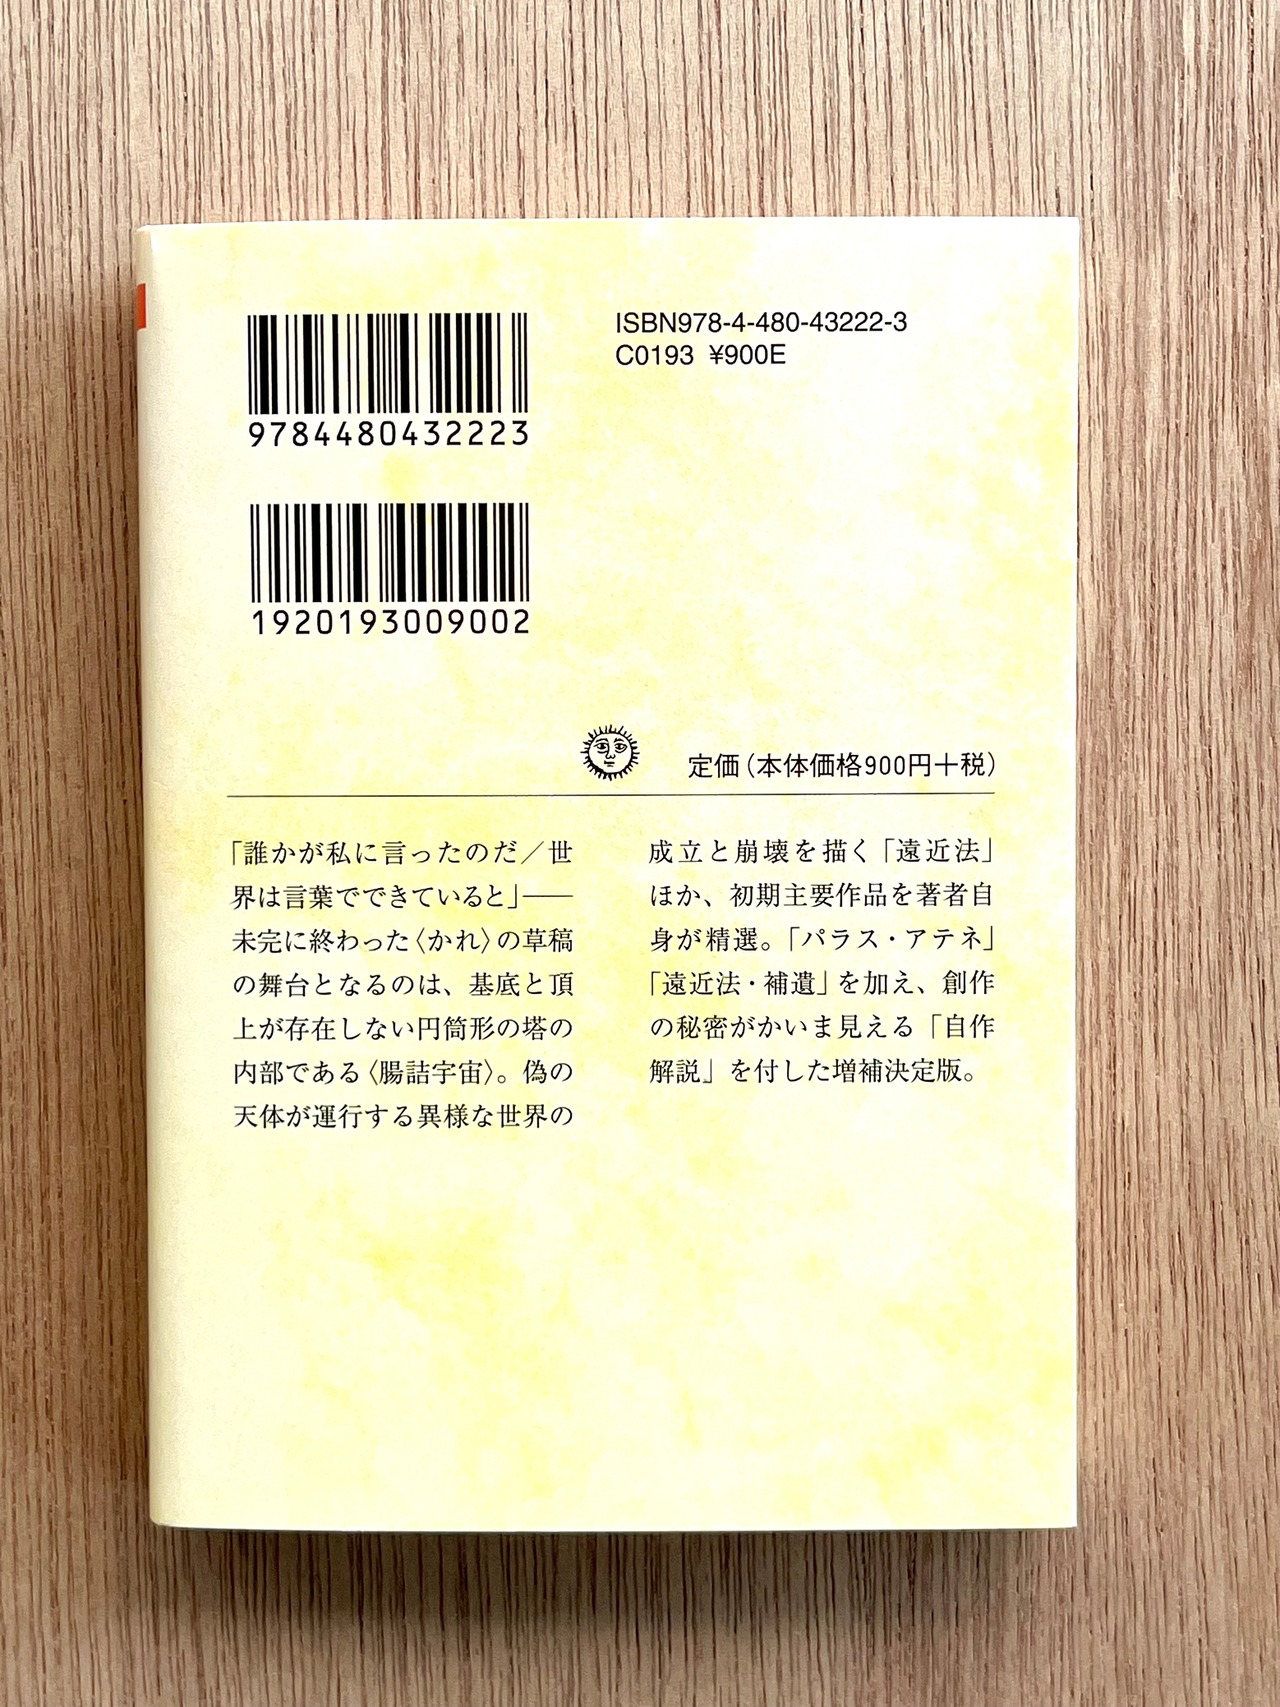 ISBN978-4-480-43222-3
C0193 ¥900E
9784480432223
1920193009002
定価(本体価格900円+税)
「誰かが私に言ったのだ／世
界は言葉でできていると」——
未完に終わった〈かれ〉の草稿
の舞台となるのは、基底と頂
上が存在しない円筒形の塔の
内部である〈腸詰宇宙〉。偽の
天体が運行する異様な世界の
成立と崩壊を描く「遠近法」
ほか、初期主要作品を著者自
身が精選。「パラス・アテネ」
「遠近法・補遺」を加え、創作
の秘密がかいま見える「自作
解説」を付した増補決定版。